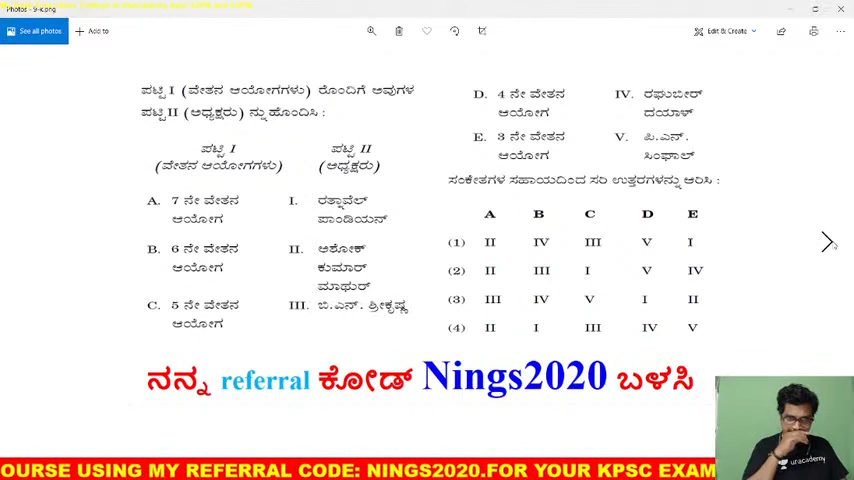 Photos - 9-k.png
See all photos
Add to
Edit & Create
ಪಟ್ಟಿ I (ವೇತನ ಆಯೋಗಗಳು) ರೊಂದಿಗೆ ಅವುಗಳ
ಪಟ್ಟಿ II (ಅಧ್ಯಕ್ಷರು) ನ್ನು ಹೊಂದಿಸಿ :
ಪಟ್ಟಿ I ಪಟ್ಟಿ II
(ವೇತನ ಆಯೋಗಗಳು) (ಅಧ್ಯಕ್ಷರು)
A. 7 ನೇ ವೇತನ I. ರತ್ನಾವೆಲ್
ಆಯೋಗ ಪಾಂಡಿಯನ್
B. 6 ನೇ ವೇತನ II. ಅಶೋಕ್
ಆಯೋಗ ಕುಮಾರ್
ಮಾಥುರ್
C. 5 ನೇ ವೇತನ III. ಬಿ.ಎನ್. ಶ್ರೀಕೃಷ್ಣ
ಆಯೋಗ
D. 4 ನೇ ವೇತನ IV. ರಘುಬೀರ್
ಆಯೋಗ ದಯಾಳ್
E. 3 ನೇ ವೇತನ V. ಪಿ.ಎನ್.
ಆಯೋಗ ಸಿಂಘಾಲ್
ಸಂಕೇತಗಳ ಸಹಾಯದಿಂದ ಸರಿ ಉತ್ತರಗಳನ್ನು ಆರಿಸಿ :
A B C D E
(1) II IV III V I
(2) II III I V IV
(3) III IV V I II
(4) II I III IV V
ನನ್ನ referral ಕೋಡ್ Nings2020 ಬಳಸಿ
unacademy
OURSE USING MY REFERRAL CODE: NINGS2020.FOR YOUR KPSC EXAM